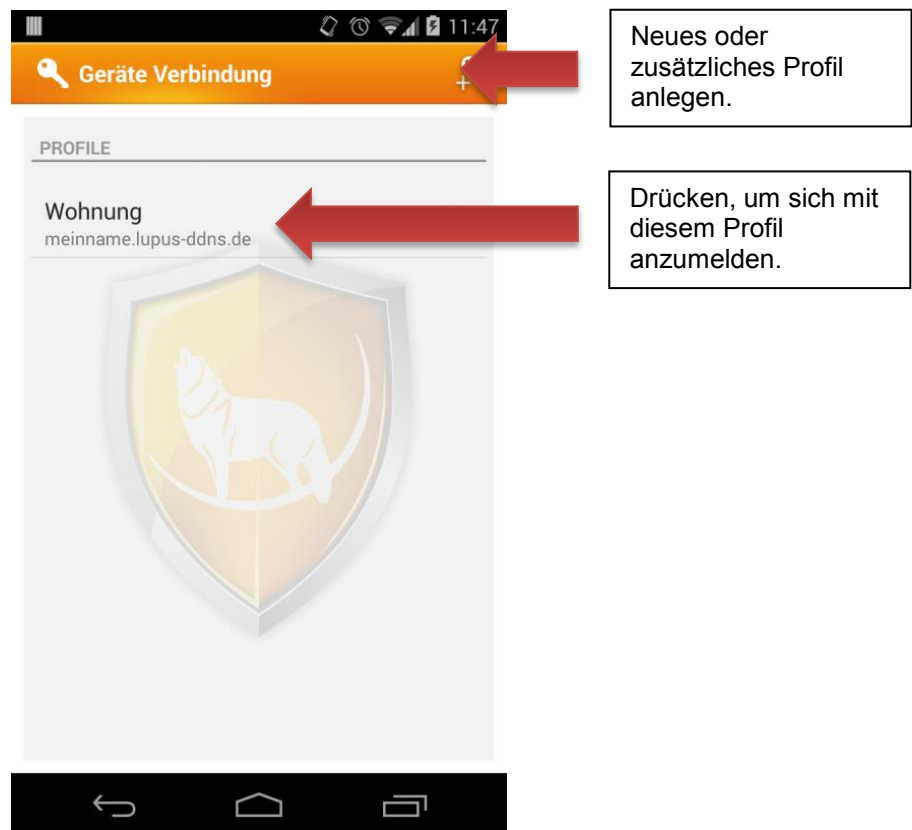 11:47
Geräte Verbindung
+
Neues oder
zusätzliches Profil
anlegen.
PROFILE
Wohnung
meinname.lupus-ddns.de
Drücken, um sich mit
diesem Profil
anzumelden.